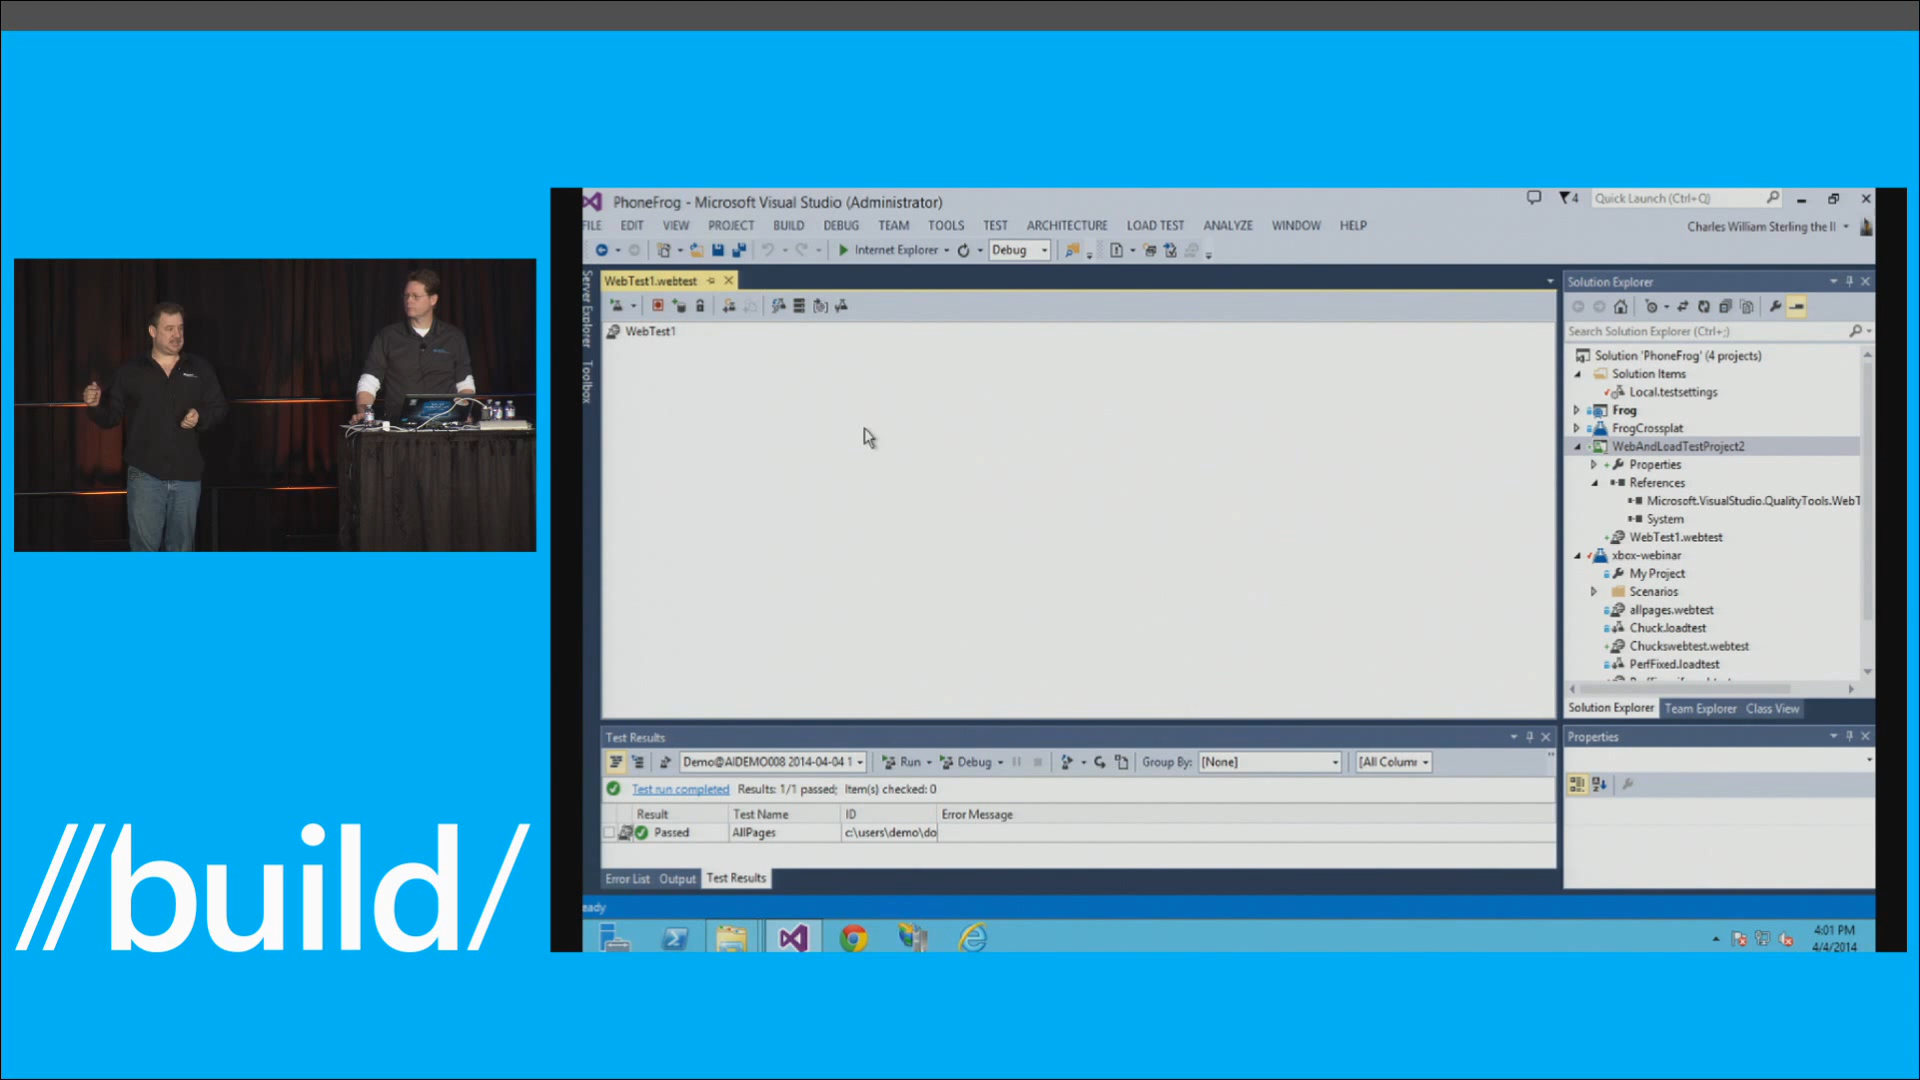 PhoneFrog - Microsoft Visual Studio (Administrator)
4
Quick Launch (Ctrl+Q)
FILE EDIT VIEW PROJECT BUILD DEBUG TEAM TOOLS TEST ARCHITECTURE LOAD TEST ANALYZE WINDOW HELP
Charles William Sterling the II
Internet Explorer
Debug
Server Explorer
Toolbox
WebTest1.webtest
WebTest1
Solution Explorer
Search Solution Explorer (Ctrl+;)
Solution 'PhoneFrog' (4 projects)
Solution Items
Local.testsettings
Frog
FrogCrossplat
WebAndLoadTestProject2
Properties
References
Microsoft.VisualStudio.QualityTools.WebT
System
WebTest1.webtest
xbox-webinar
My Project
Scenarios
allpages.webtest
Chuck.loadtest
Chuckswebtest.webtest
PerfFixed.loadtest
Solution Explorer Team Explorer Class View
Test Results
Demo@AIDEMO008 2014-04-04 1
Run
Debug
Group By: [None]
[All Colum
Test run completed Results: 1/1 passed; Item(s) checked: 0
Result Test Name ID Error Message
Passed AllPages c:\users\demo\do
Error List Output Test Results
Properties
eady
4:01 PM
4/4/2014
//build/